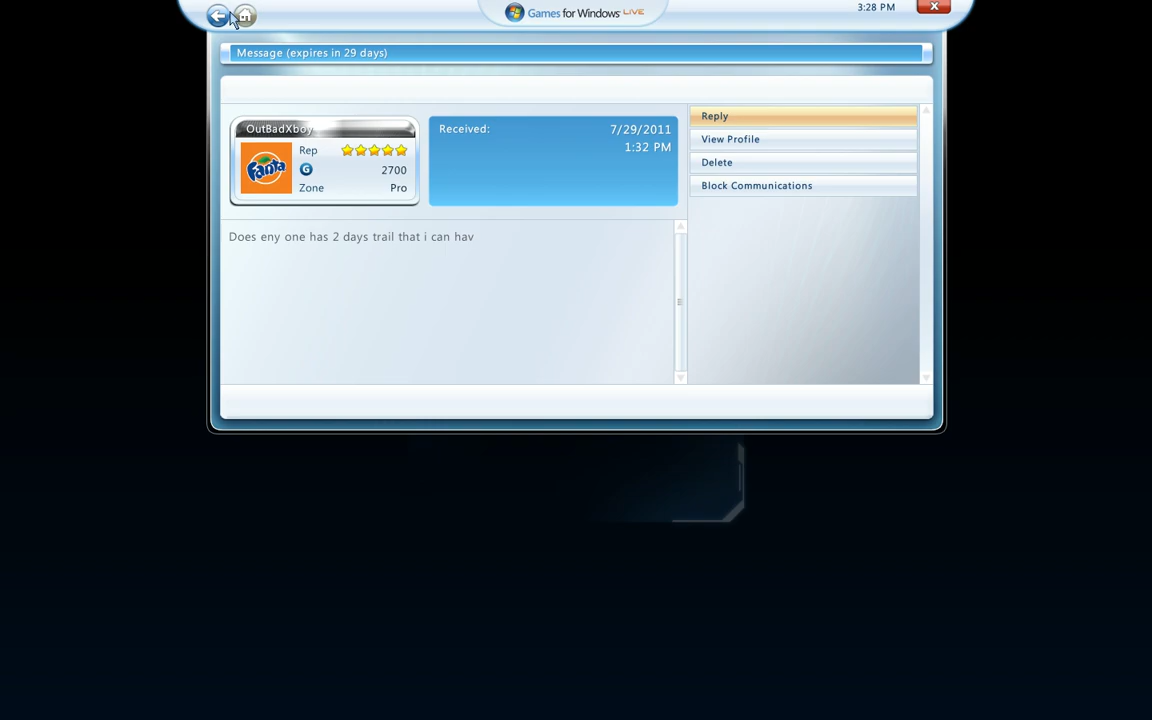 Games for Windows LIVE
3:28 PM
x
Message (expires in 29 days)
OutBadXboy
Rep
G 2700
Zone Pro
Fanta
Received: 7/29/2011
1:32 PM
Does eny one has 2 days trail that i can hav
Reply
View Profile
Delete
Block Communications